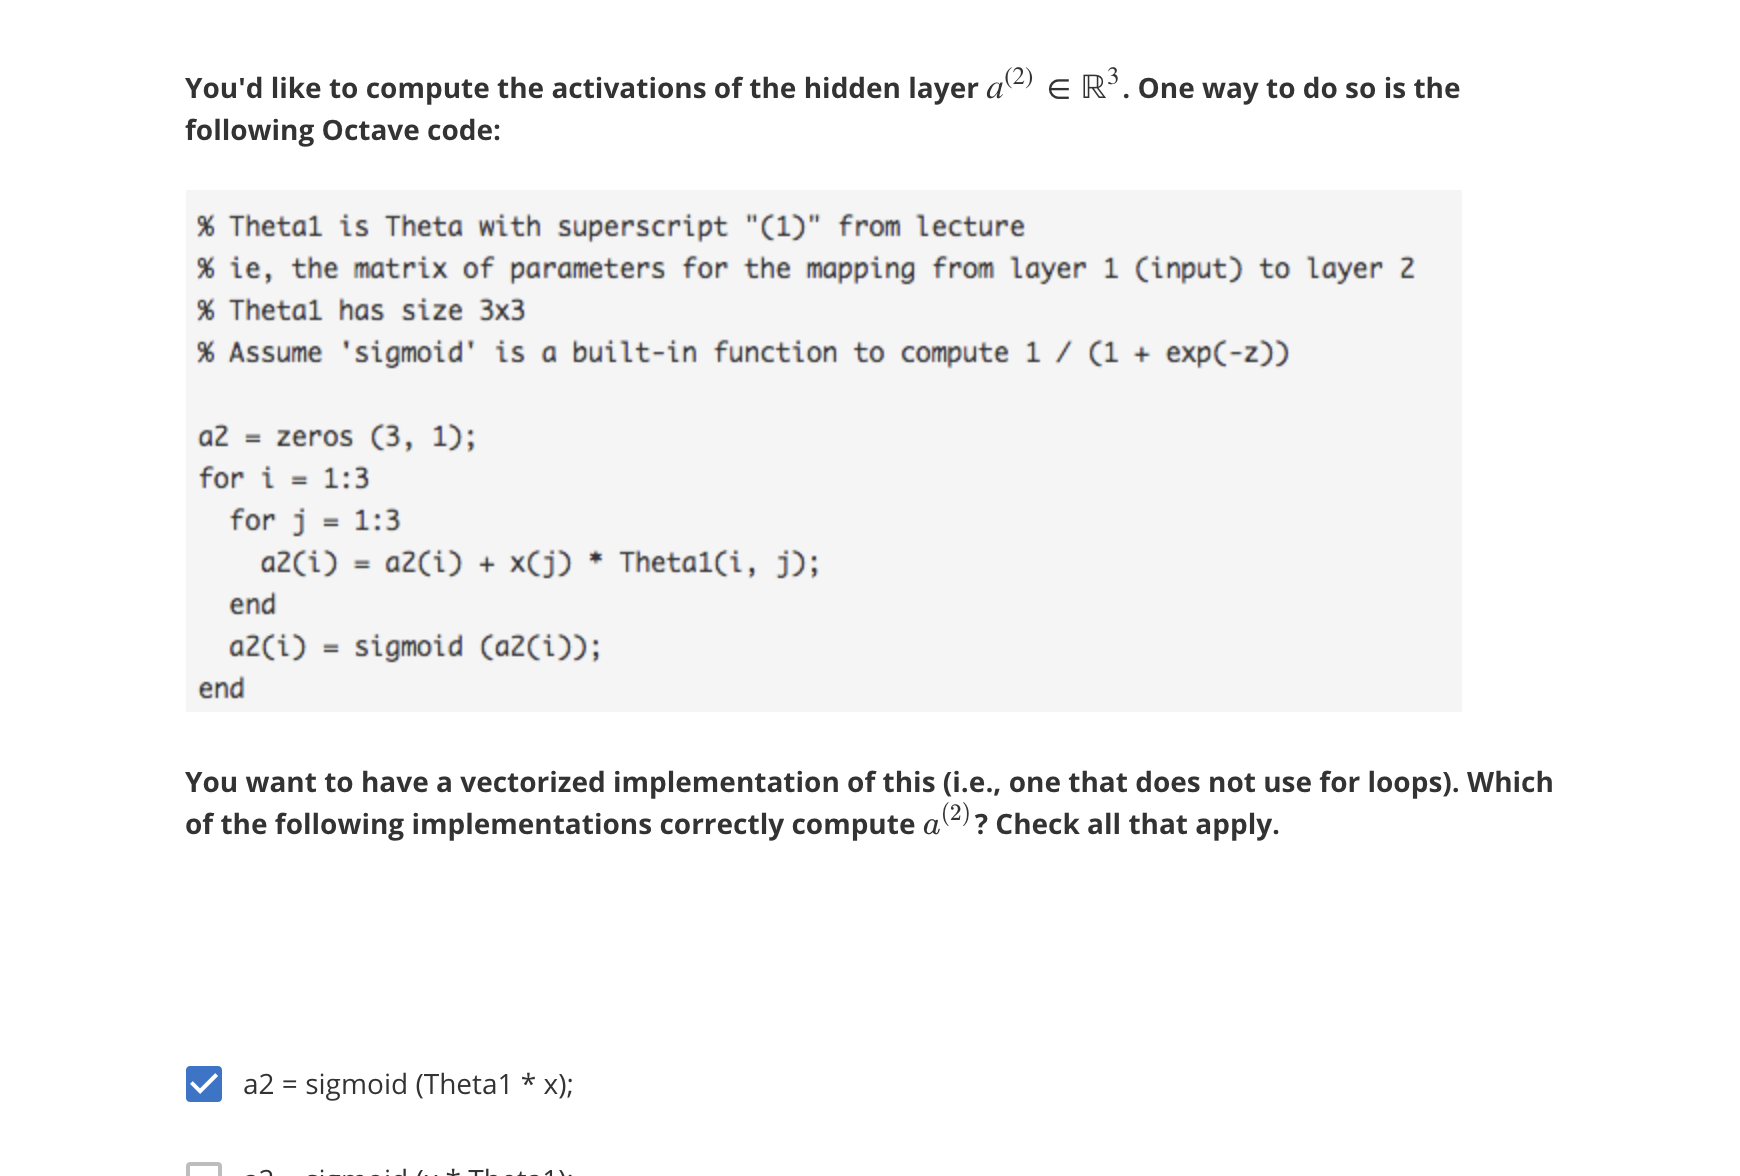 You'd like to compute the activations of the hidden layer a⁽²⁾ ∈ ℝ³. One way to do so is the
following Octave code:
% Theta1 is Theta with superscript "(1)" from lecture
% ie, the matrix of parameters for the mapping from layer 1 (input) to layer 2
% Theta1 has size 3x3
% Assume 'sigmoid' is a built-in function to compute 1 / (1 + exp(-z))
a2 = zeros (3, 1);
for i = 1:3
for j = 1:3
a2(i) = a2(i) + x(j) * Theta1(i, j);
end
a2(i) = sigmoid (a2(i));
end
You want to have a vectorized implementation of this (i.e., one that does not use for loops). Which
of the following implementations correctly compute a⁽²⁾? Check all that apply.
a2 = sigmoid (Theta1 * x);